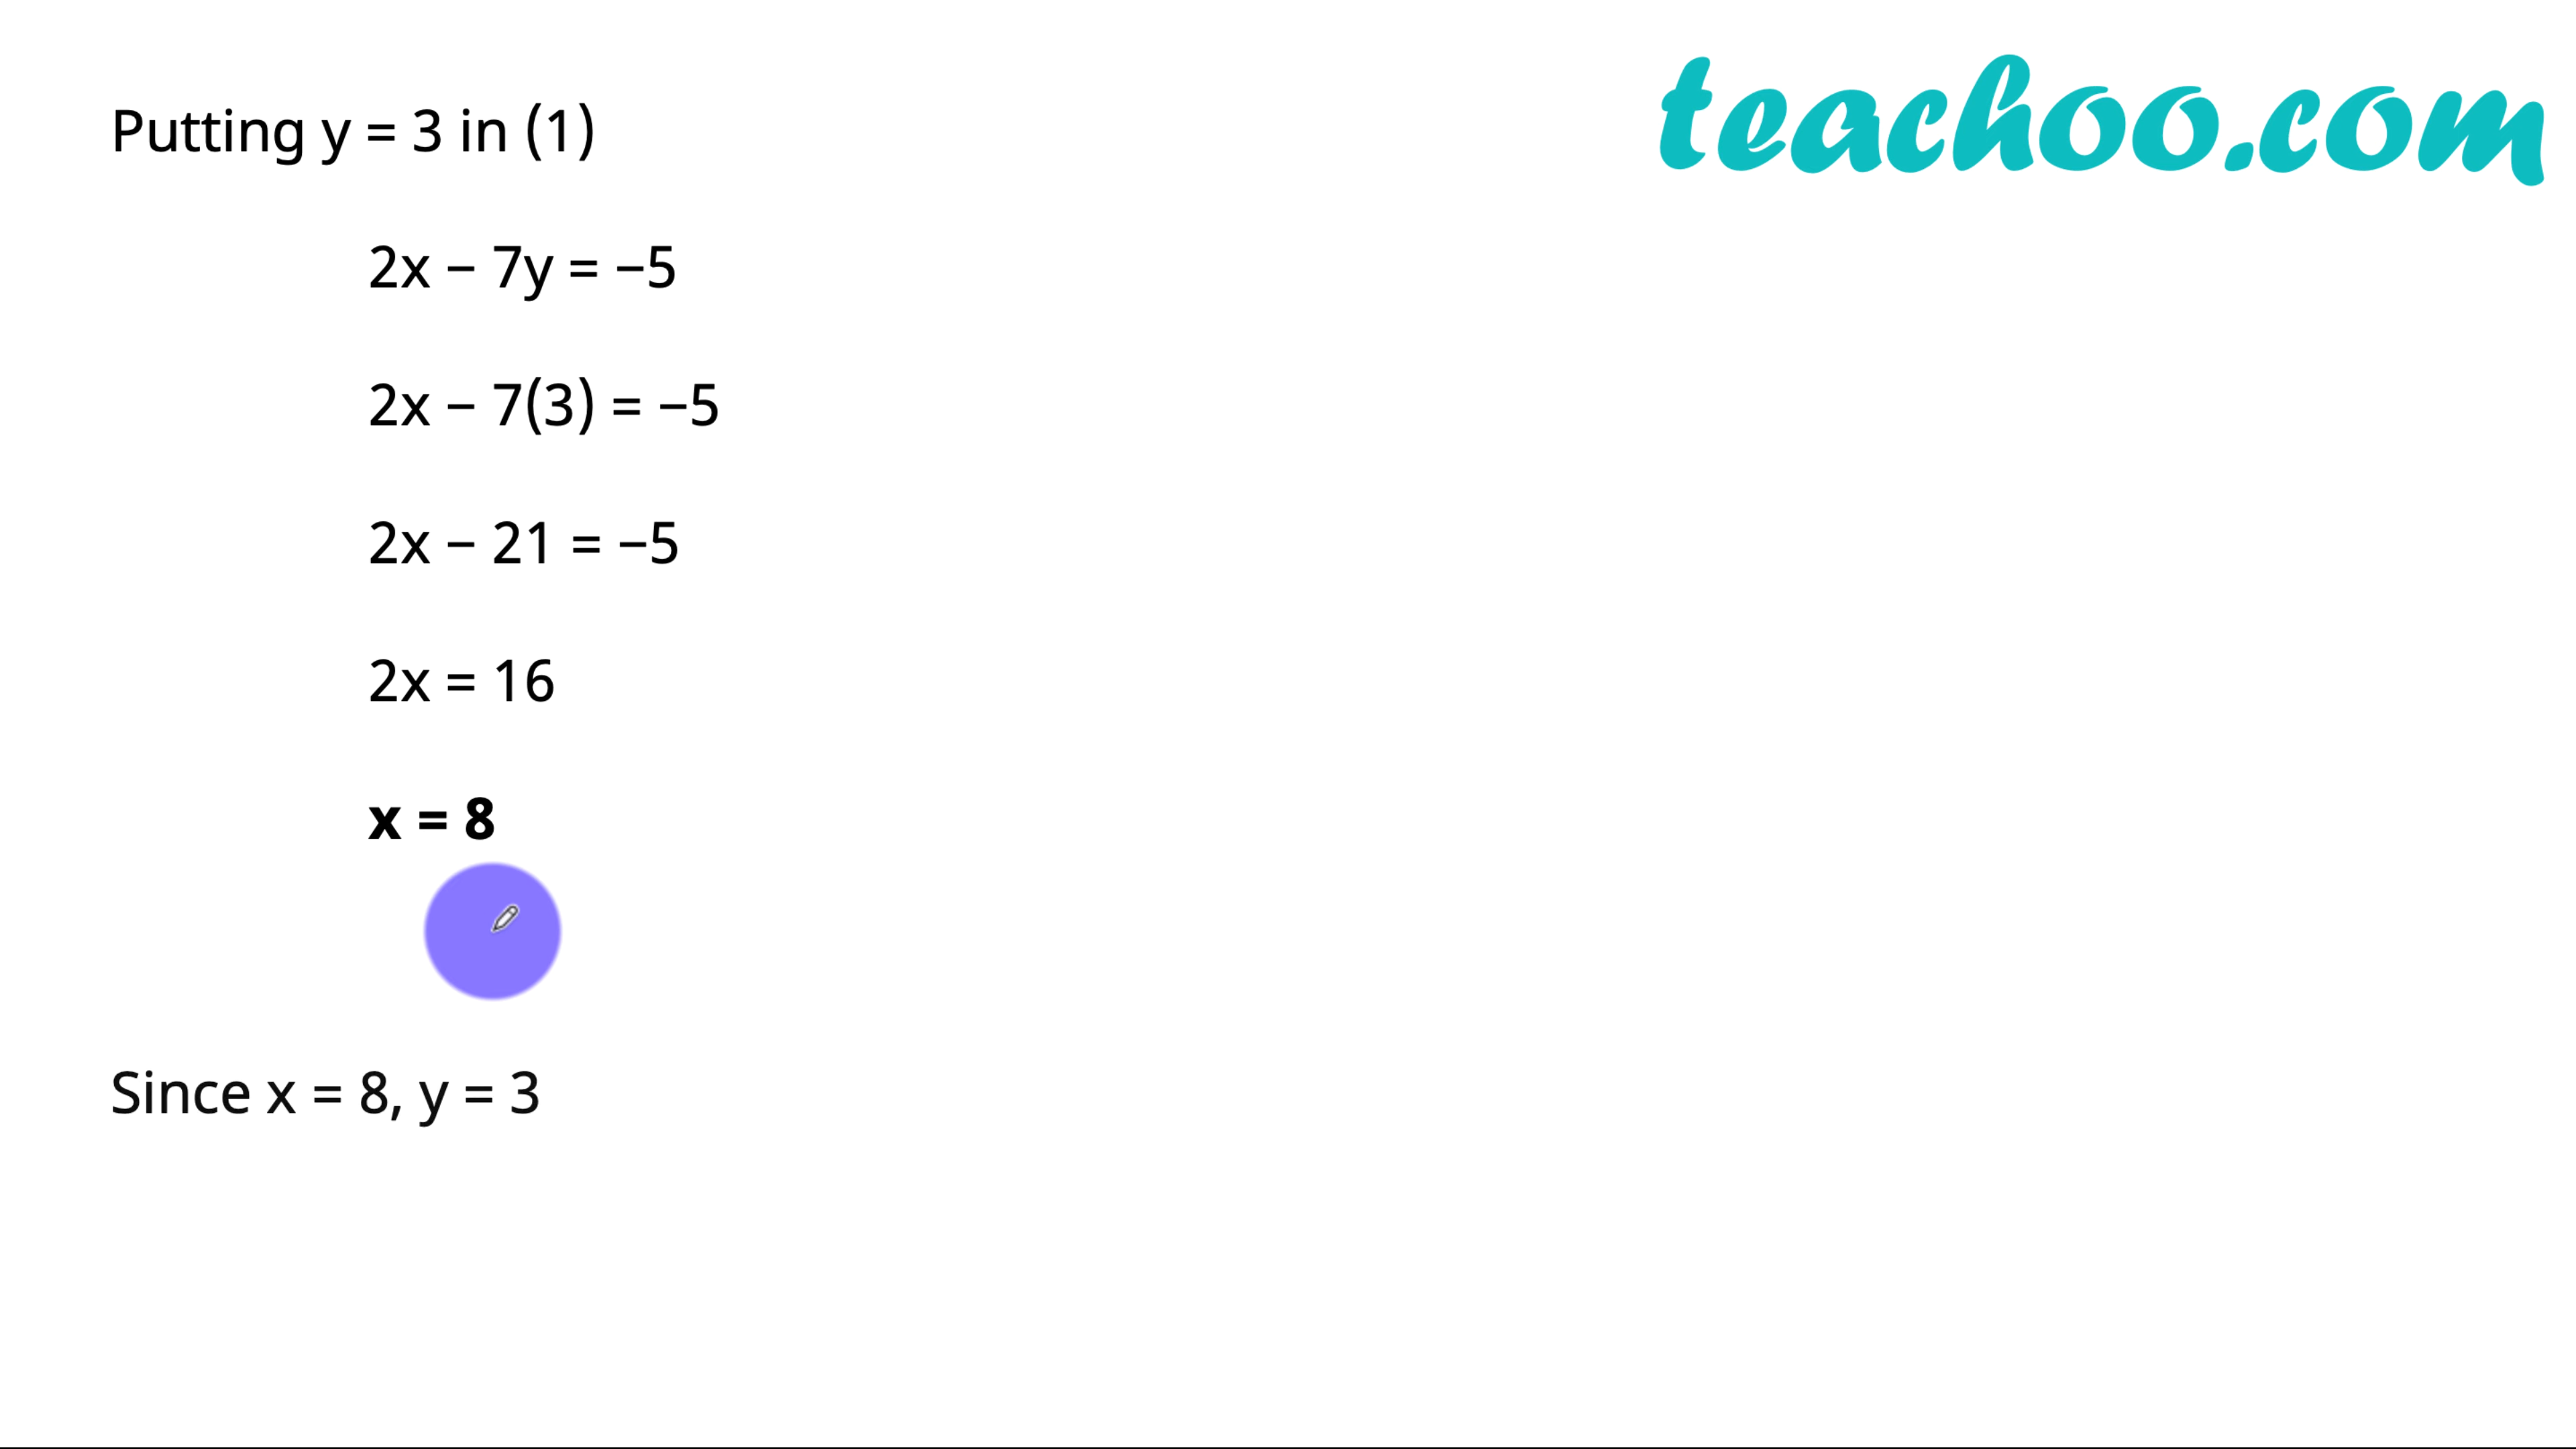 teachoo.com
Putting y = 3 in (1)
2x − 7y = −5
2x − 7(3) = −5
2x − 21 = −5
2x = 16
x = 8
Since x = 8, y = 3